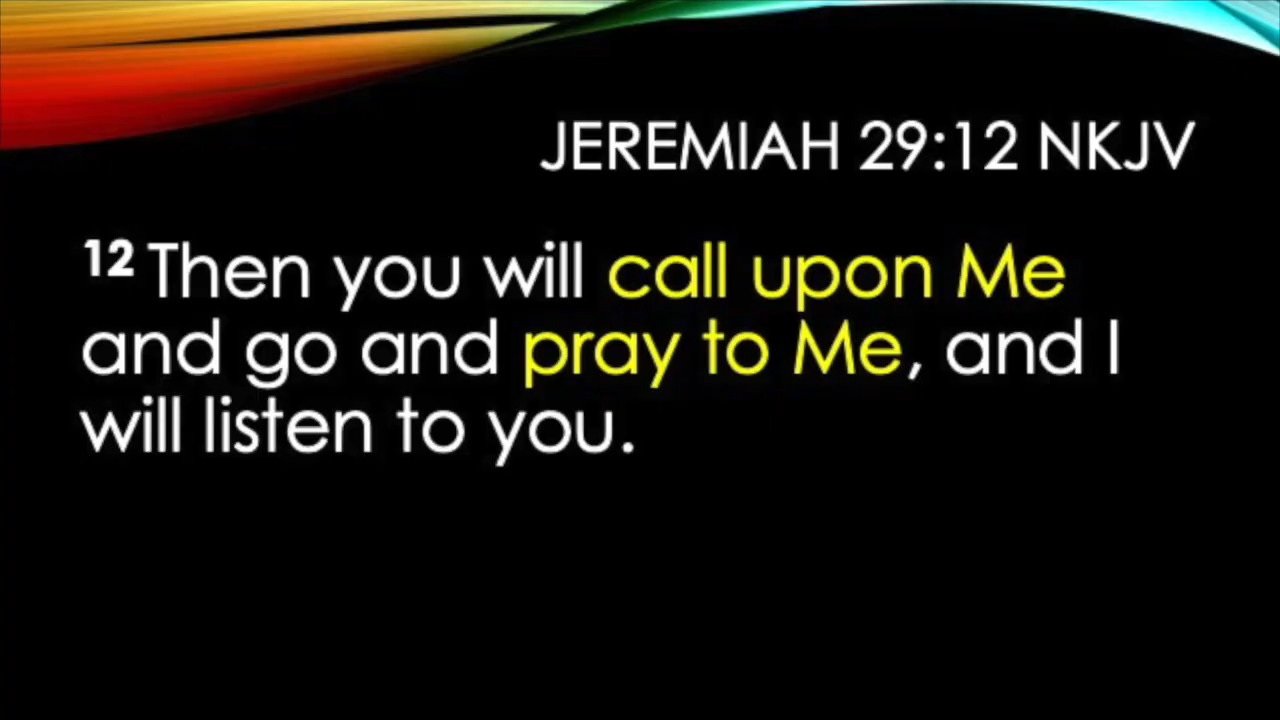 JEREMIAH 29:12 NKJV
12 Then you will call upon Me
and go and pray to Me, and I
will listen to you.